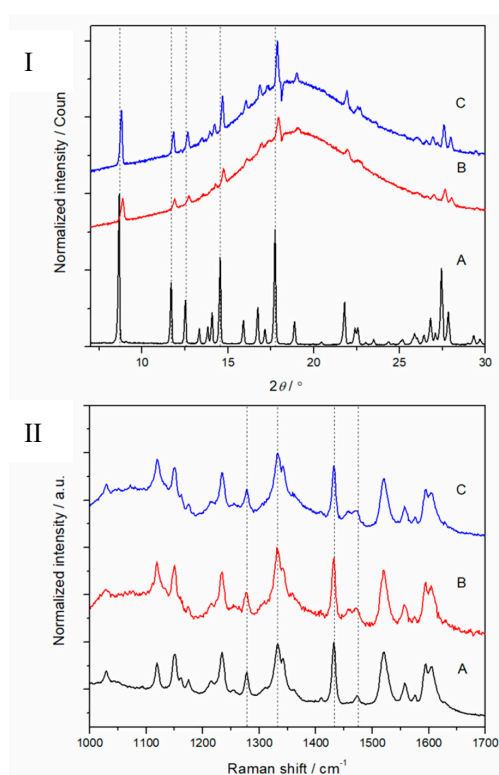 I
Normalized intensity / Coun
C
B
A
10 15 20 25 30
2θ / °
II
Normalized intensity / a.u.
C
B
A
1000 1100 1200 1300 1400 1500 1600 1700
Raman shift / cm⁻¹